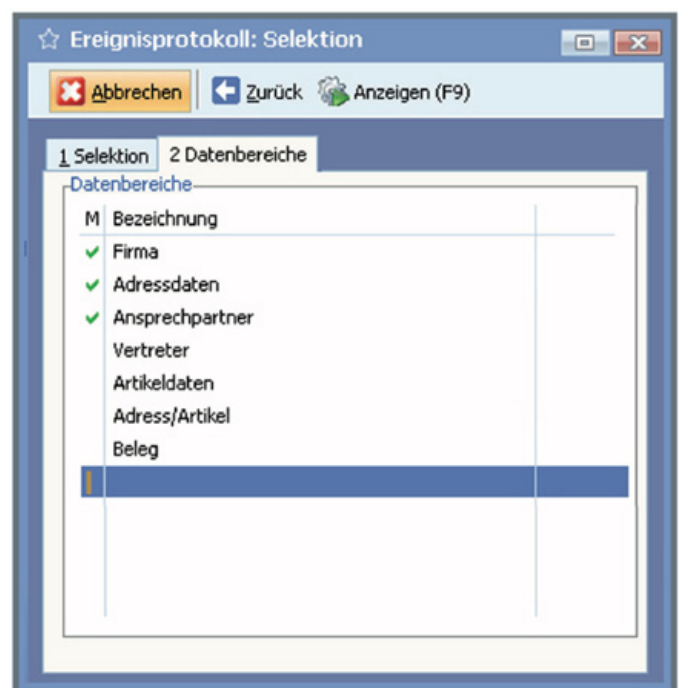 Ereignisprotokoll: Selektion
Abbrechen Zurück Anzeigen (F9)
1 Selektion 2 Datenbereiche
Datenbereiche
M Bezeichnung
Firma
Adressdaten
Ansprechpartner
Vertreter
Artikeldaten
Adress/Artikel
Beleg